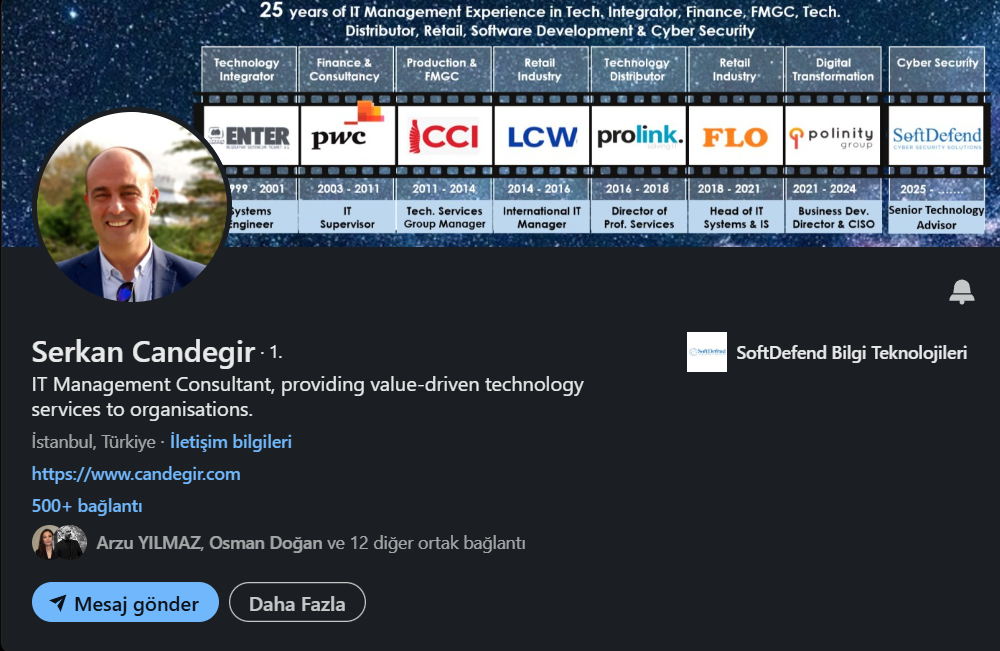 25 years of IT Management Experience in Tech. Integrator, Finance, FMGC, Tech.
Distributor, Retail, Software Development & Cyber Security
Technology Integrator
Finance & Consultancy
Production & FMGC
Retail Industry
Technology Distributor
Retail Industry
Digital Transformation
Cyber Security
ENTER
pwc
CCI
LCW
prolink.
FLO
polinity group
SoftDefend CYBER SECURITY SOLUTIONS
999 - 2001
2003 - 2011
2011 - 2014
2014 - 2016
2016 - 2018
2018 - 2021
2021 - 2024
2025 - .......
Systems Engineer
IT Supervisor
Tech. Services Group Manager
International IT Manager
Director of Prof. Services
Head of IT Systems & IS
Business Dev. Director & CISO
Senior Technology Advisor
Serkan Candegir · 1.
SoftDefend SoftDefend Bilgi Teknolojileri
IT Management Consultant, providing value-driven technology
services to organisations.
İstanbul, Türkiye · İletişim bilgileri
https://www.candegir.com
500+ bağlantı
Arzu YILMAZ, Osman Doğan ve 12 diğer ortak bağlantı
Mesaj gönder
Daha Fazla